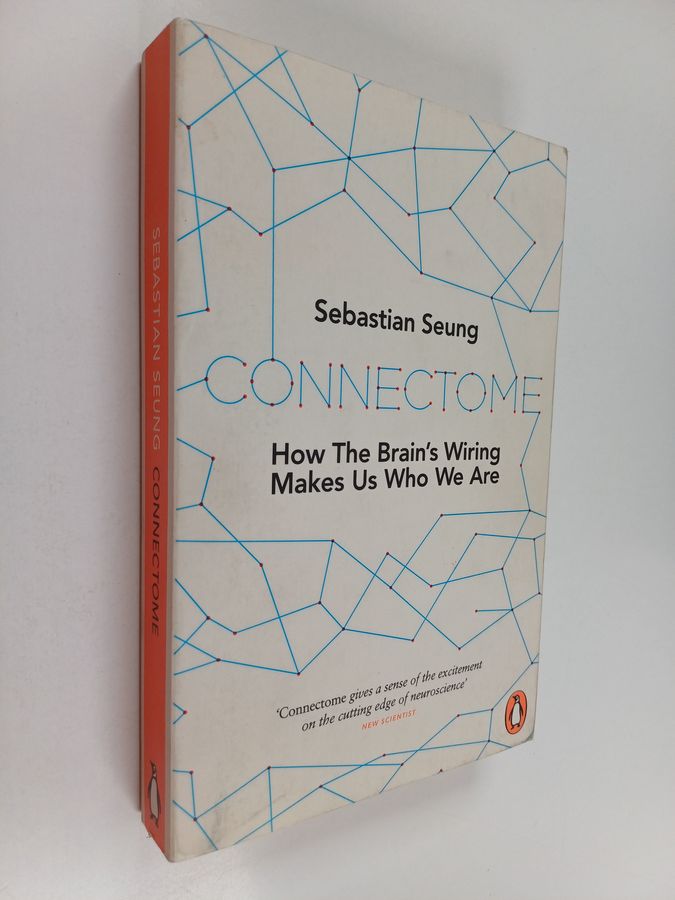 SEBASTIAN SEUNG CONNECTOME
Sebastian Seung
CONNECTOME
How The Brain's Wiring
Makes Us Who We Are
'Connectome gives a sense of the excitement
on the cutting edge of neuroscience'
NEW SCIENTIST